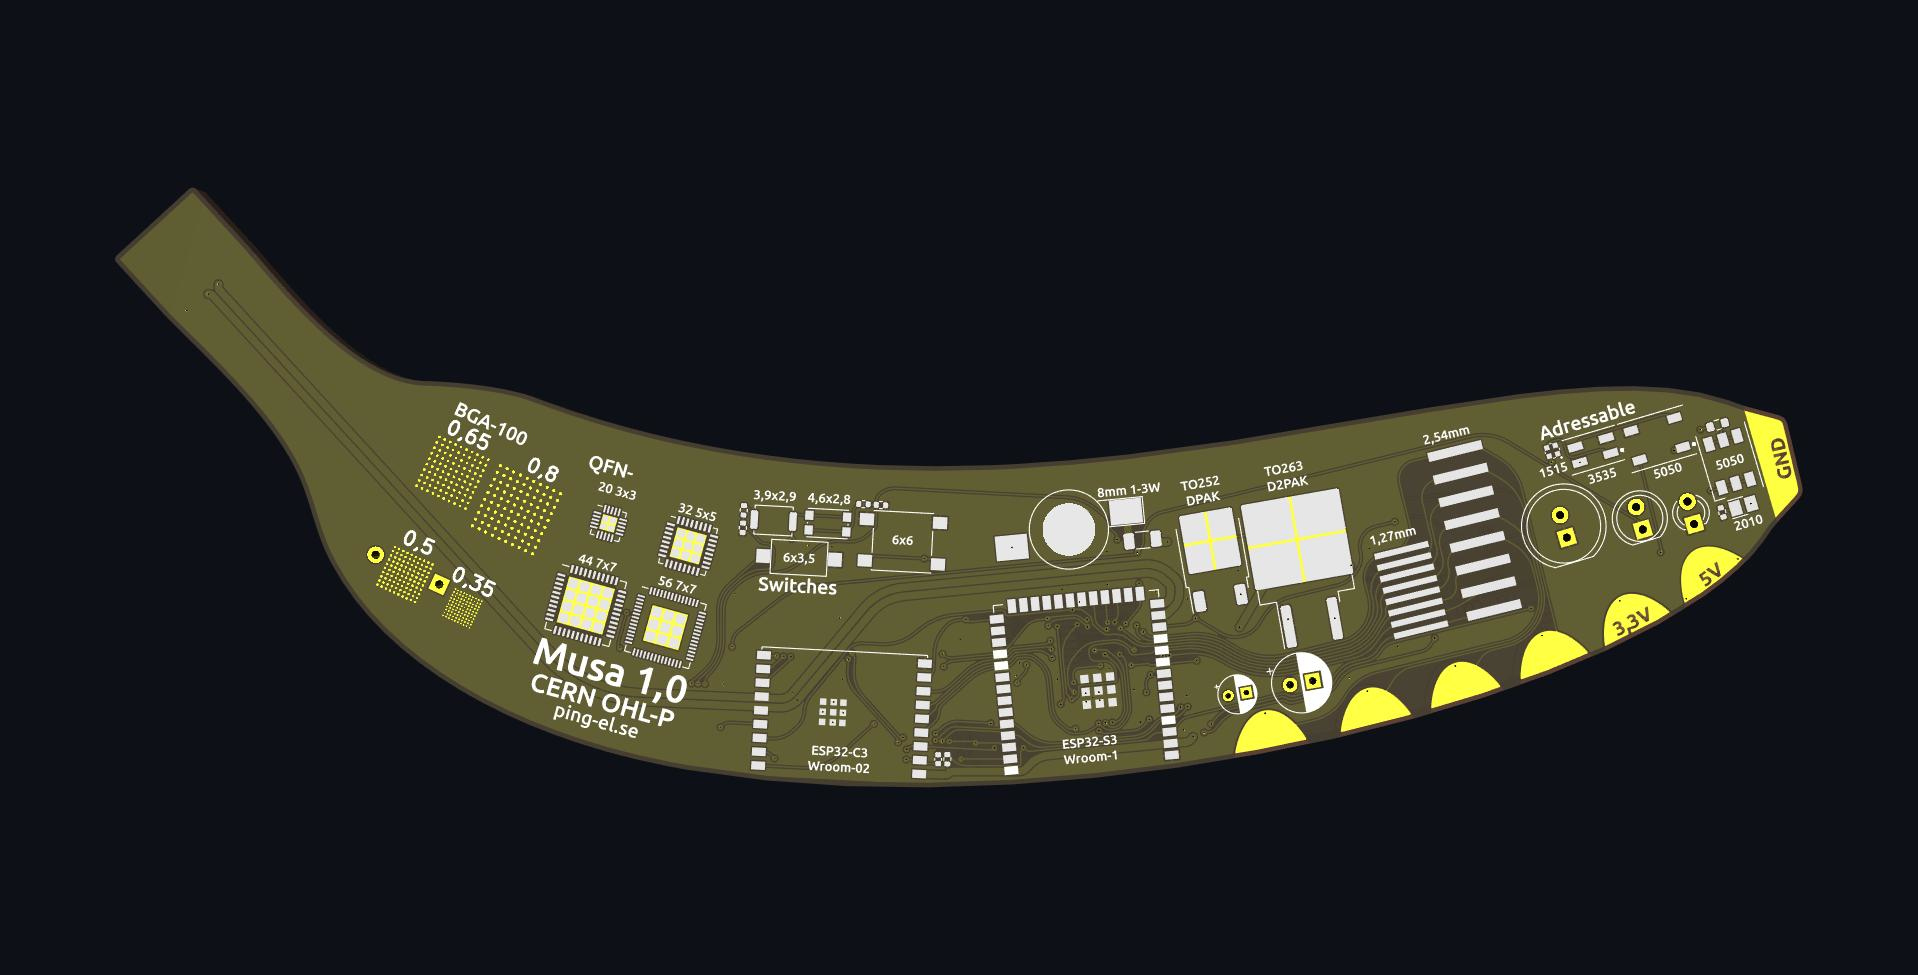 BGA-100
0,65
0,8
QFN-
20 3x3
32 5x5
0,5
0,35
44 7x7
56 7x7
Musa 1,0
CERN OHL-P
ping-el.se
3,9x2,9
4,6x2,8
6x6
6x3,5
Switches
ESP32-C3
Wroom-02
ESP32-S3
Wroom-1
8mm 1-3W
TO252
DPAK
TO263
D2PAK
1,27mm
2,54mm
+
+
Adressable
1515
3535
5050
5050
2010
GND
5V
3,3V